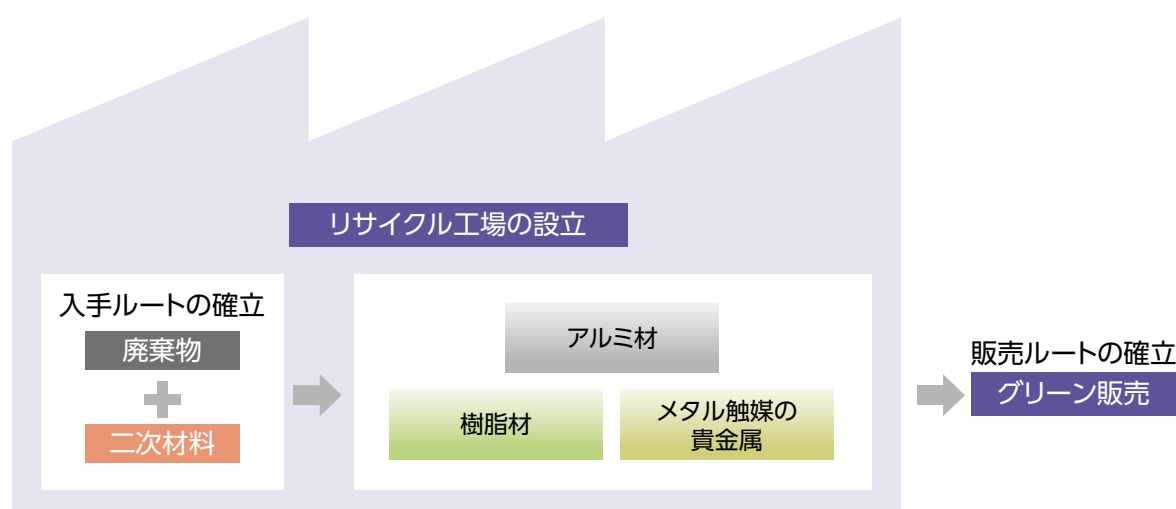 リサイクル工場の設立
入手ルートの確立
廃棄物
二次材料
アルミ材
樹脂材
メタル触媒の
貴金属
販売ルートの確立
グリーン販売